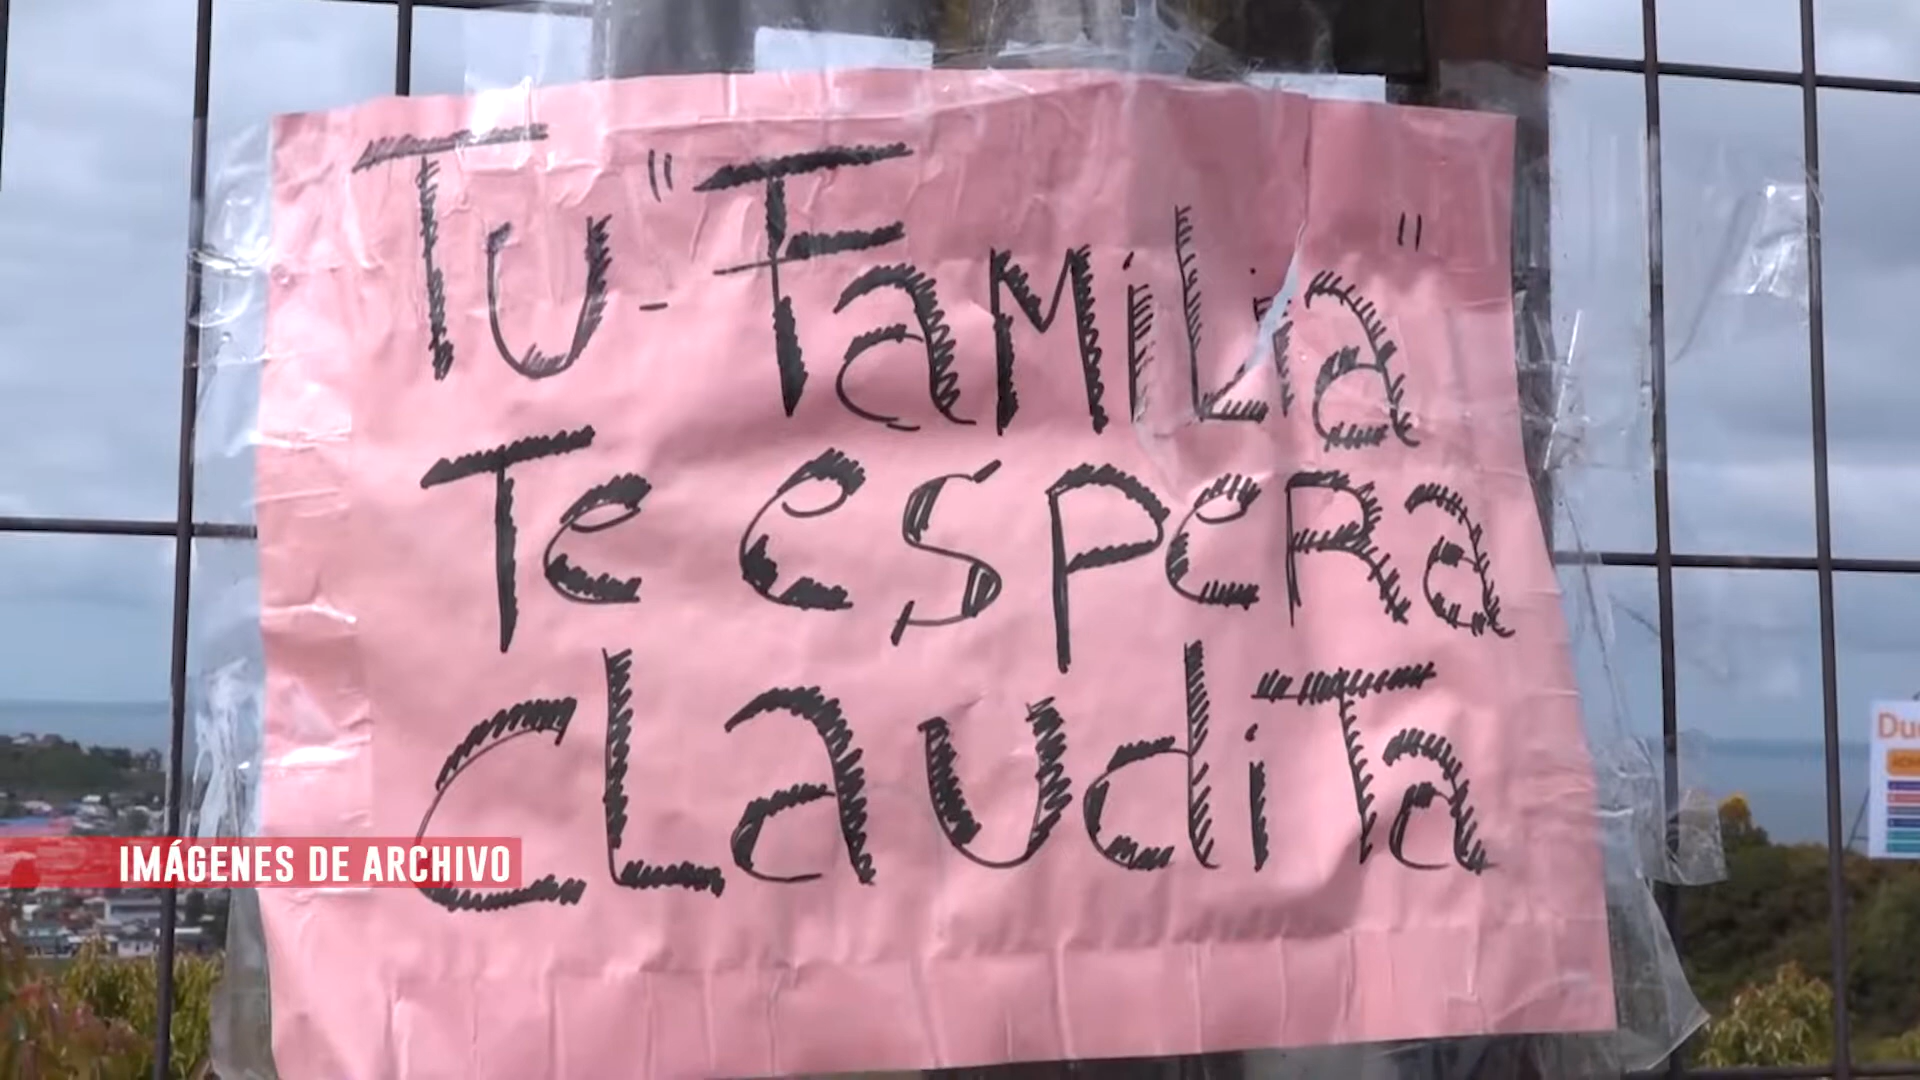 Tu - "Familia"
Te espera
Claudita
IMÁGENES DE ARCHIVO